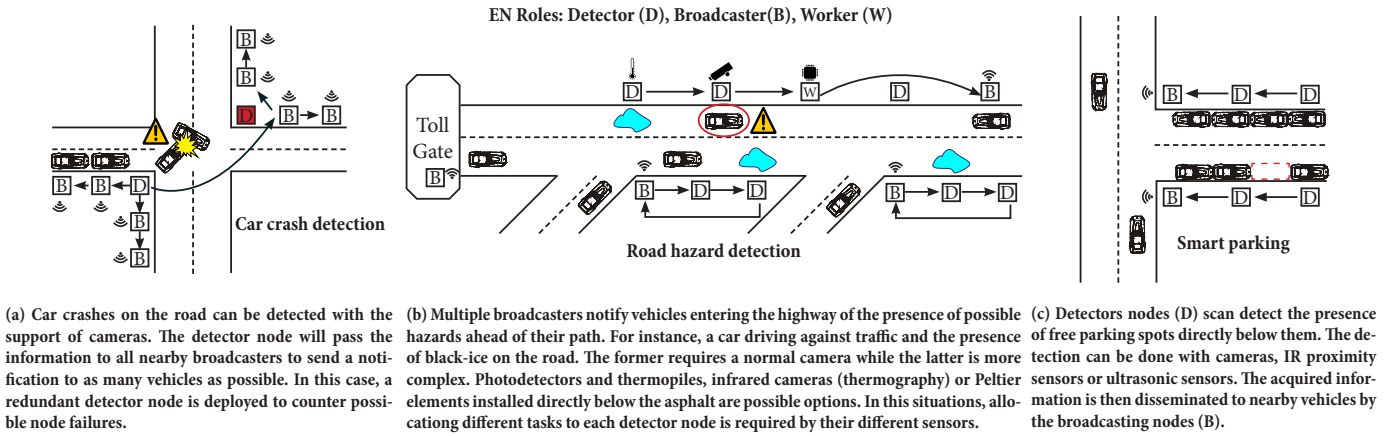 EN Roles: Detector (D), Broadcaster(B), Worker (W)
B
B
D
B
B
B
B
D
B
B
Car crash detection
D
D
W
D
B
Toll
Gate
B
B
D
D
B
D
D
Road hazard detection
B
D
D
B
D
D
Smart parking
(a) Car crashes on the road can be detected with the
support of cameras. The detector node will pass the
information to all nearby broadcasters to send a noti-
fication to as many vehicles as possible. In this case, a
redundant detector node is deployed to counter possi-
ble node failures.
(b) Multiple broadcasters notify vehicles entering the highway of the presence of possible
hazards ahead of their path. For instance, a car driving against traffic and the presence
of black-ice on the road. The former requires a normal camera while the latter is more
complex. Photodetectors and thermopiles, infrared cameras (thermography) or Peltier
elements installed directly below the asphalt are possible options. In this situations, allo-
cationg different tasks to each detector node is required by their different sensors.
(c) Detectors nodes (D) scan detect the presence
of free parking spots directly below them. The de-
tection can be done with cameras, IR proximity
sensors or ultrasonic sensors. The acquired infor-
mation is then disseminated to nearby vehicles by
the broadcasting nodes (B).